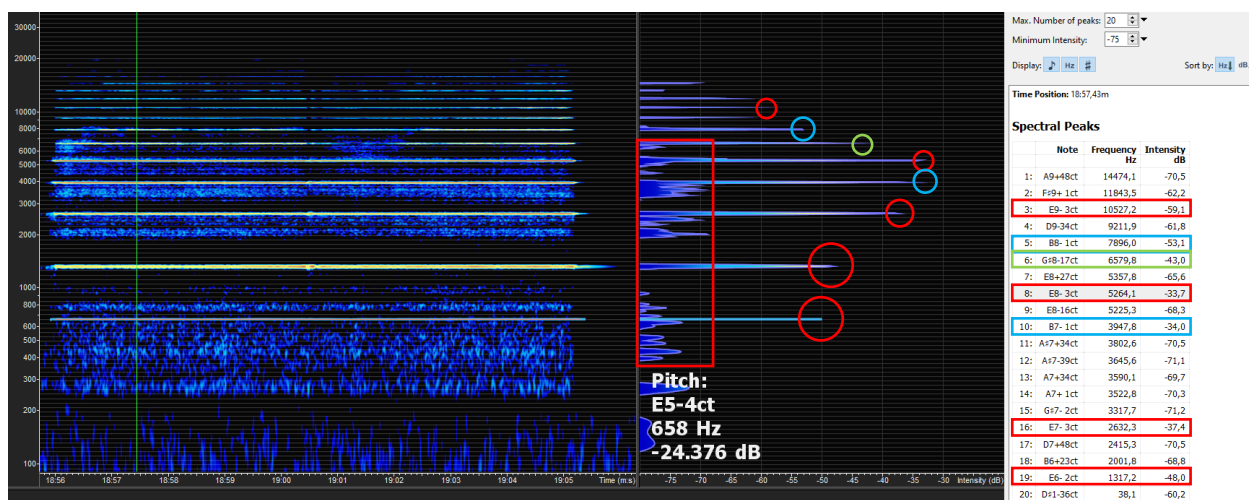 30000
20000
10000
8000
6000
5000
4000
3000
2000
1000
800
600
500
400
300
200
100
18:56 18:57 18:58 18:59 19:00 19:01 19:02 19:03 19:04 19:05 Time (m:s)
-75 -70 -65 -60 -55 -50 -45 -40 -35 -30 Intensity (dB)
Pitch:
E5-4ct
658 Hz
-24.376 dB
Max. Number of peaks: 20
Minimum Intensity: -75
Display: ♪ Hz # Sort by: Hz dB
Time Position: 18:57,43m
Spectral Peaks
Note Frequency Hz Intensity dB
1: A9+48ct 14474,1 -70,5
2: F♯9+ 1ct 11843,5 -62,2
3: E9- 3ct 10527,2 -59,1
4: D9-34ct 9211,9 -61,8
5: B8- 1ct 7896,0 -53,1
6: G♯8-17ct 6579,8 -43,0
7: E8+27ct 5357,8 -65,6
8: E8- 3ct 5264,1 -33,7
9: E8-16ct 5225,3 -68,3
10: B7- 1ct 3947,8 -34,0
11: A♯7+34ct 3802,6 -70,5
12: A♯7-39ct 3645,6 -71,1
13: A7+34ct 3590,1 -69,7
14: A7+ 1ct 3522,8 -70,3
15: G♯7- 2ct 3317,7 -71,2
16: E7- 3ct 2632,3 -37,4
17: D7+48ct 2415,3 -70,5
18: B6+23ct 2001,8 -68,8
19: E6- 2ct 1317,2 -48,0
20: D♯1-36ct 38,1 -60,2